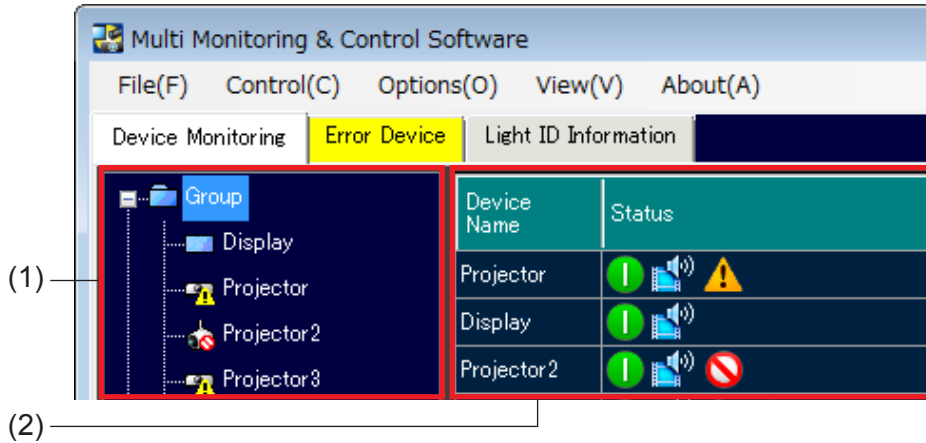 Multi Monitoring & Control Software
File(F) Control(C) Options(O) View(V) About(A)
Device Monitoring Error Device Light ID Information
Group
Display
Projector
Projector2
Projector3
Device
Name
Status
Projector
Display
Projector2
(1)
(2)